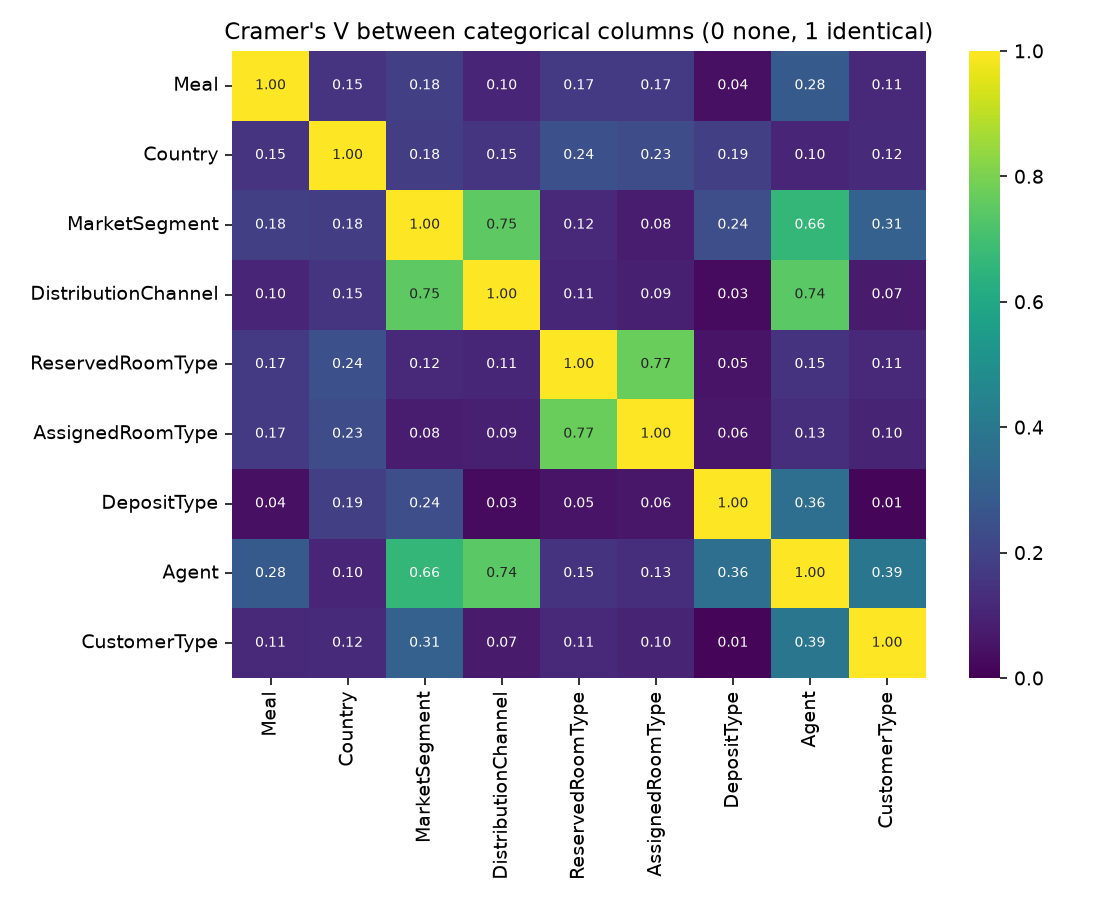 Cramer's V between categorical columns (0 none, 1 identical)
Meal 1.00 0.15 0.18 0.10 0.17 0.17 0.04 0.28 0.11
Country 0.15 1.00 0.18 0.15 0.24 0.23 0.19 0.10 0.12
MarketSegment 0.18 0.18 1.00 0.75 0.12 0.08 0.24 0.66 0.31
DistributionChannel 0.10 0.15 0.75 1.00 0.11 0.09 0.03 0.74 0.07
ReservedRoomType 0.17 0.24 0.12 0.11 1.00 0.77 0.05 0.15 0.11
AssignedRoomType 0.17 0.23 0.08 0.09 0.77 1.00 0.06 0.13 0.10
DepositType 0.04 0.19 0.24 0.03 0.05 0.06 1.00 0.36 0.01
Agent 0.28 0.10 0.66 0.74 0.15 0.13 0.36 1.00 0.39
CustomerType 0.11 0.12 0.31 0.07 0.11 0.10 0.01 0.39 1.00
Meal
Country
MarketSegment
DistributionChannel
ReservedRoomType
AssignedRoomType
DepositType
Agent
CustomerType
1.0
0.8
0.6
0.4
0.2
0.0